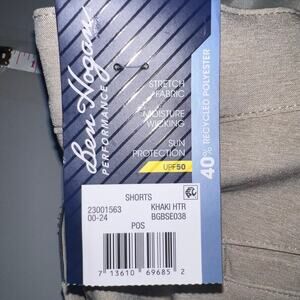 Ben Hogan
PERFORMANCE
STRETCH
FABRIC
MOISTURE
WICKING
SUN
PROTECTION
UPF50
40% RECYCLED POLYESTER
SHORTS
23001563 KHAKI HTR
00-24 BGBSE038
POS
7 13610 69685 2